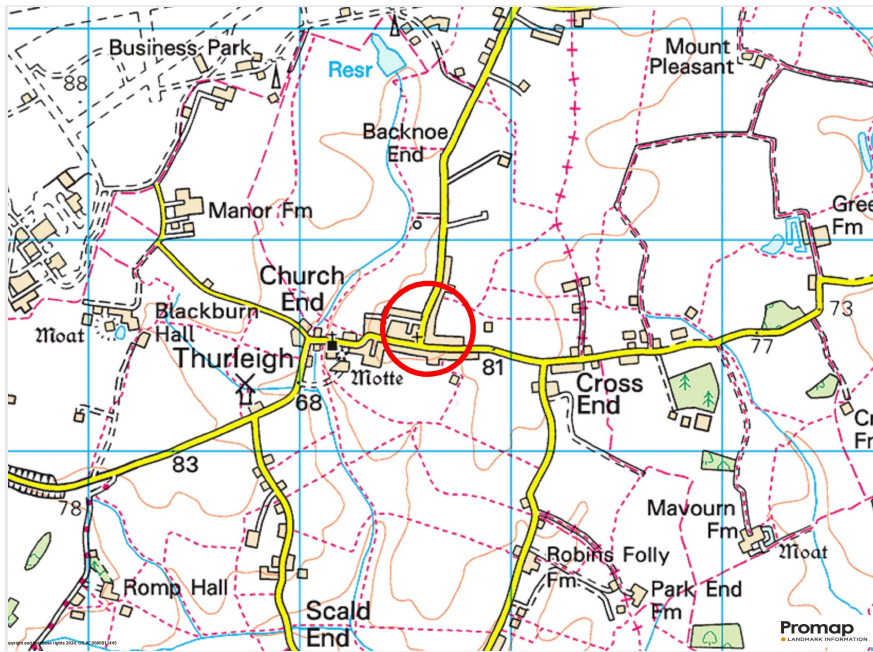 Business Park
88
Resr
Mount
Pleasant
Backnoe
End
Manor Fm
Gree
Fm
Church
End
Moat
Blackburn
Hall
Thurleigh
Motte
68
81
73
77
Cross
End
83
78
Mavourn
Fm
Moat
Robins Folly
Fm
Romp Hall
Park End
Fm
Scald
End
Promap
LANDMARK INFORMATION